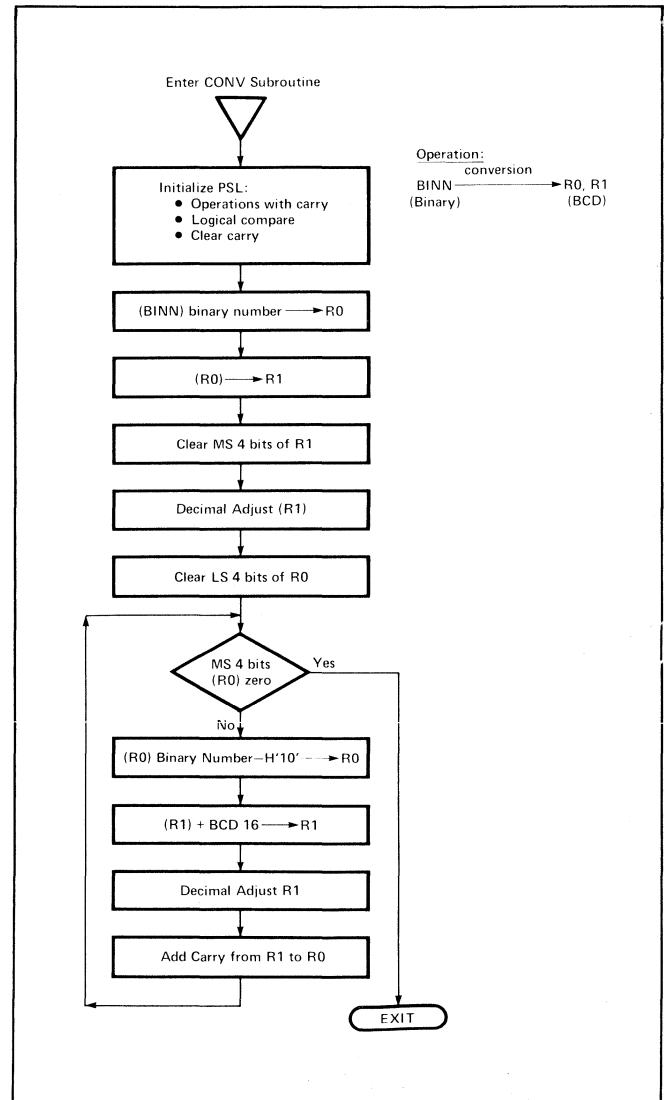 Enter CONV Subroutine
Operation:
conversion
BINN ⟶ R0, R1
(Binary) (BCD)
Initialize PSL:
• Operations with carry
• Logical compare
• Clear carry
(BINN) binary number ⟶ R0
(R0) ⟶ R1
Clear MS 4 bits of R1
Decimal Adjust (R1)
Clear LS 4 bits of R0
MS 4 bits
(R0) zero
Yes
No
(R0) Binary Number–H'10' ⟶ R0
(R1) + BCD 16 ⟶ R1
Decimal Adjust R1
Add Carry from R1 to R0
EXIT